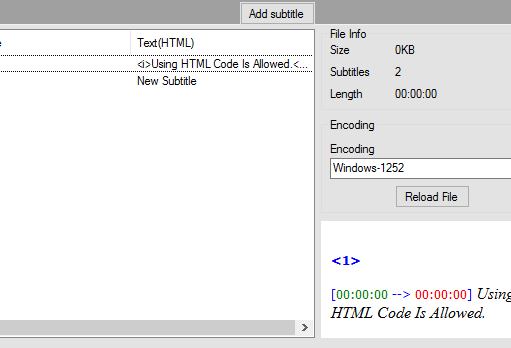 Add subtitle
Text(HTML)
<i>Using HTML Code Is Allowed.<...
New Subtitle
File Info
Size 0KB
Subtitles 2
Length 00:00:00
Encoding
Encoding
Windows-1252
Reload File
<1>
[00:00:00 --> 00:00:00] Using
HTML Code Is Allowed.